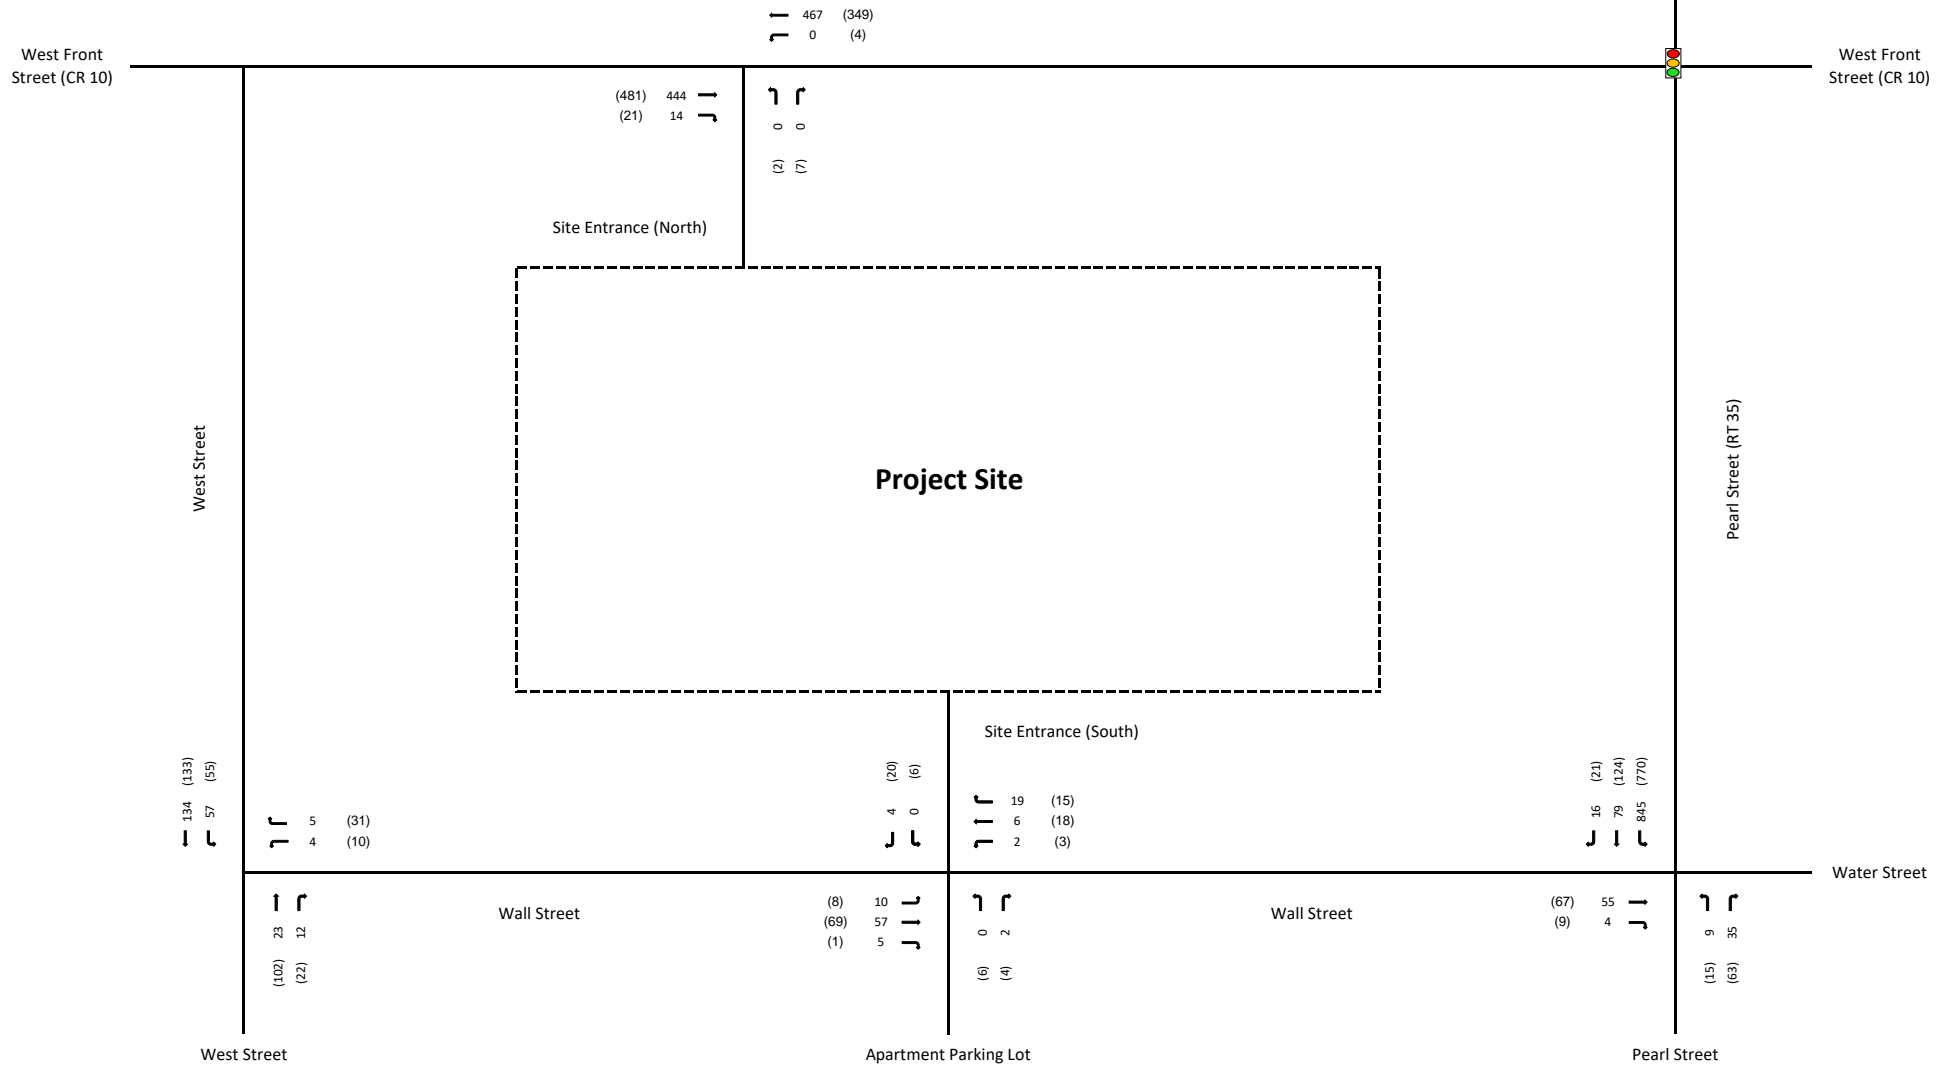 467 (349)
0 (4)
West Front
Street (CR 10)
West Front
Street (CR 10)
(481) 444
(21) 14
0 0
(2) (7)
Site Entrance (North)
West Street
Project Site
Pearl Street (RT 35)
Site Entrance (South)
(133) (55)
134 57
5 (31)
4 (10)
(20) (6)
4 0
19 (15)
6 (18)
2 (3)
(21) (124) (770)
16 79 845
Water Street
23 12
(102) (22)
Wall Street
(8) 10
(69) 57
(1) 5
0 2
(6) (4)
Wall Street
(67) 55
(9) 4
9 35
(15) (63)
West Street
Apartment Parking Lot
Pearl Street